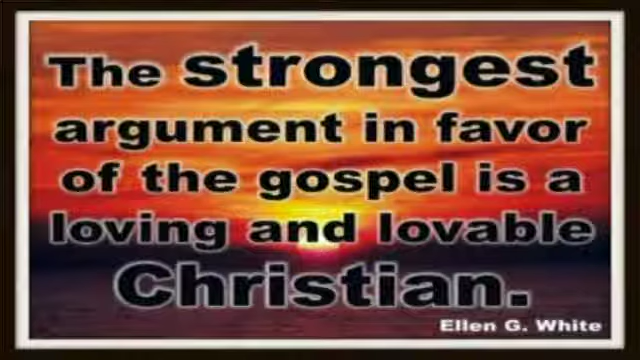 The strongest
argument in favor
of the gospel is a
loving and lovable
Christian.
Ellen G. White